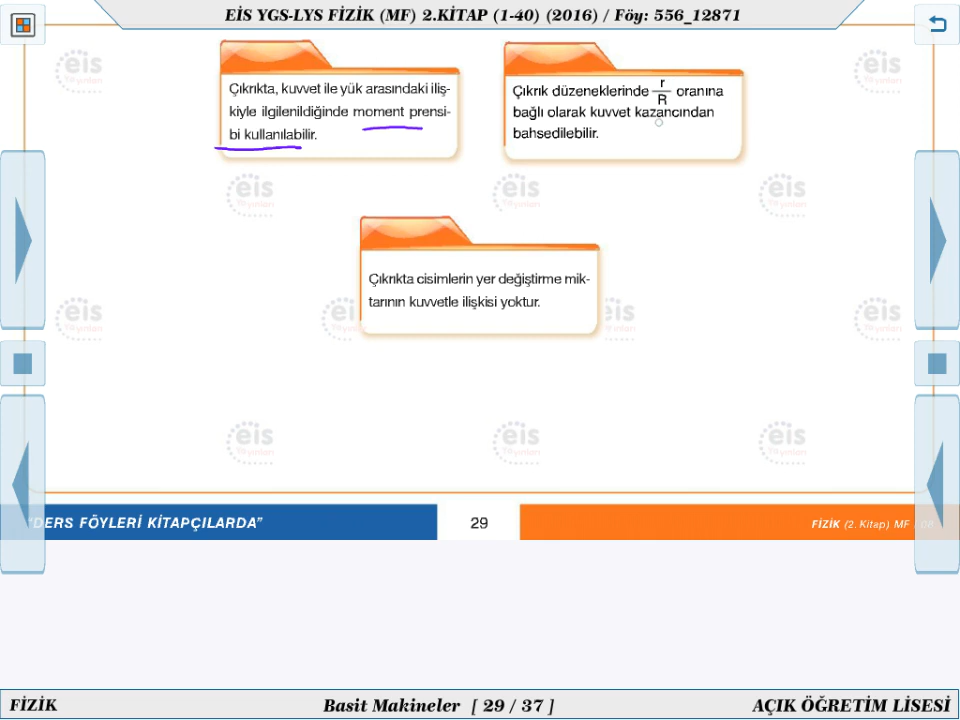 EİS YGS-LYS FİZİK (MF) 2.KİTAP (1-40) (2016) / Föy: 556_12871
Çıkrıkta, kuvvet ile yük arasındaki iliş-
kiyle ilgilenildiğinde moment prensi-
bi kullanılabilir.
Çıkrık düzeneklerinde r/R oranına
bağlı olarak kuvvet kazancından
bahsedilebilir.
Çıkrıkta cisimlerin yer değiştirme mik-
tarının kuvvetle ilişkisi yoktur.
"DERS FÖYLERİ KİTAPÇILARDA"
29
FİZİK (2. Kitap) MF - 08
FİZİK
Basit Makineler [ 29 / 37 ]
AÇIK ÖĞRETİM LİSESİ